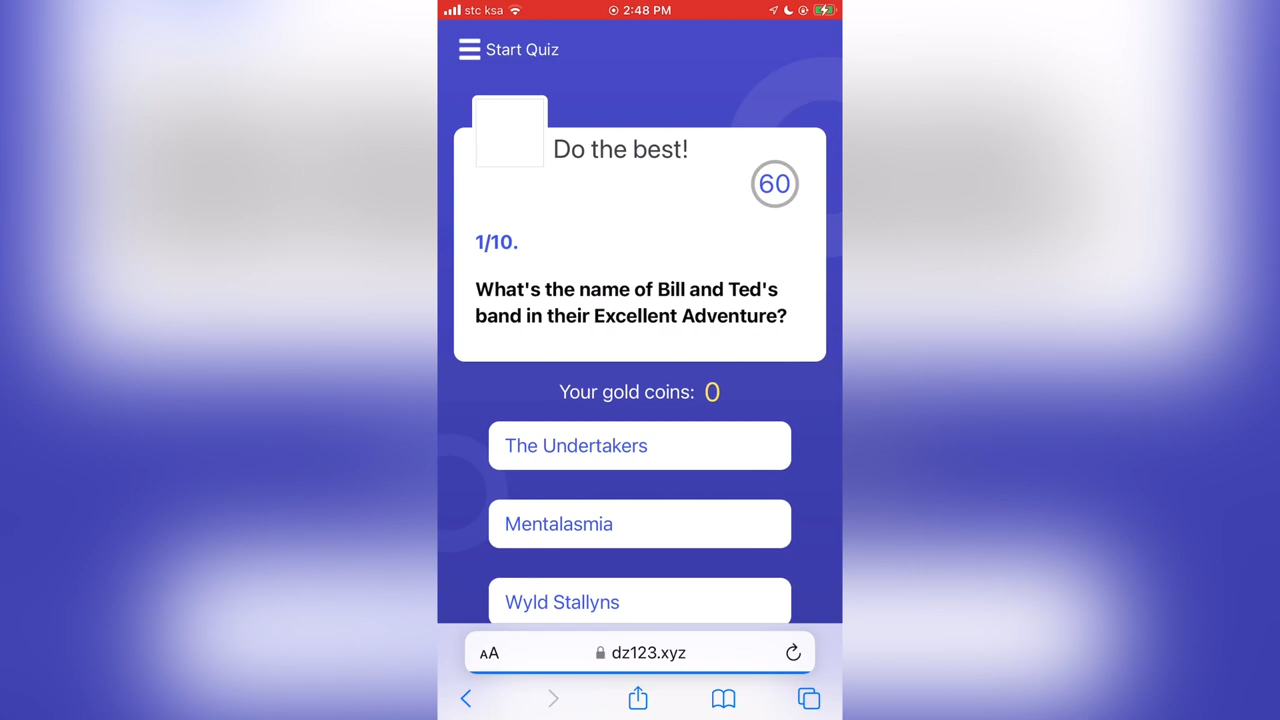 stc ksa
2:48 PM
Start Quiz
Do the best!
60
1/10.
What's the name of Bill and Ted's
band in their Excellent Adventure?
Your gold coins: 0
The Undertakers
Mentalasmia
Wyld Stallyns
AA
dz123.xyz